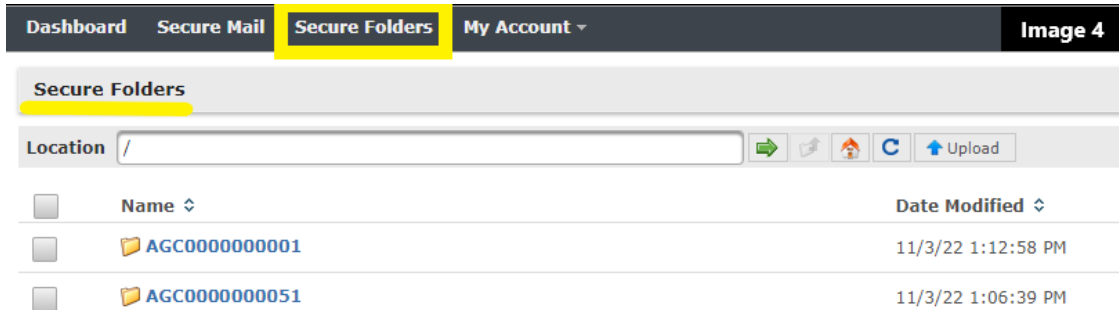 Dashboard Secure Mail Secure Folders My Account Image 4
Secure Folders
Location / Upload
Name Date Modified
AGC0000000001 11/3/22 1:12:58 PM
AGC0000000051 11/3/22 1:06:39 PM